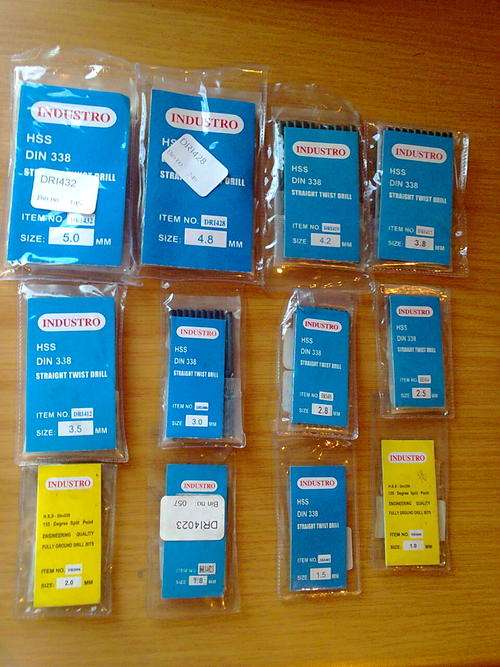 INDUSTRO
HSS
DIN 338
DRI432
SIZE: 5.0 MM
INDUSTRO
DRI428
ITEM NO. DRI428
SIZE: 4.8 MM
INDUSTRO
HSS
DIN 338
STRAIGHT TWIST DRILL
ITEM NO.
SIZE: 4.2 MM
INDUSTRO
HSS
DIN 338
STRAIGHT TWIST DRILL
ITEM NO.
SIZE: 3.8 MM
INDUSTRO
HSS
DIN 338
STRAIGHT TWIST DRILL
ITEM NO. DRI412
SIZE: 3.5 MM
INDUSTRO
HSS
DIN 338
STRAIGHT TWIST DRILL
ITEM NO.
SIZE: 3.0 MM
INDUSTRO
HSS
DIN 338
STRAIGHT TWIST DRILL
ITEM NO.
SIZE: 2.8 MM
INDUSTRO
HSS
DIN 338
STRAIGHT TWIST DRILL
ITEM NO.
SIZE: 2.5 MM
INDUSTRO
135 Degree Split Point
ENGINEERING QUALITY
FULLY GROUND DRILL BITS
ITEM NO.
SIZE: 2.0 MM
INDUSTRO
DRI4023
Bin no 057
SIZE: 1.8 MM
INDUSTRO
HSS
DIN 338
STRAIGHT TWIST DRILL
ITEM NO.
SIZE: 1.5 MM
INDUSTRO
135 Degree Split Point
ENGINEERING QUALITY
FULLY GROUND DRILL BITS
ITEM NO.
SIZE: 1.0 MM